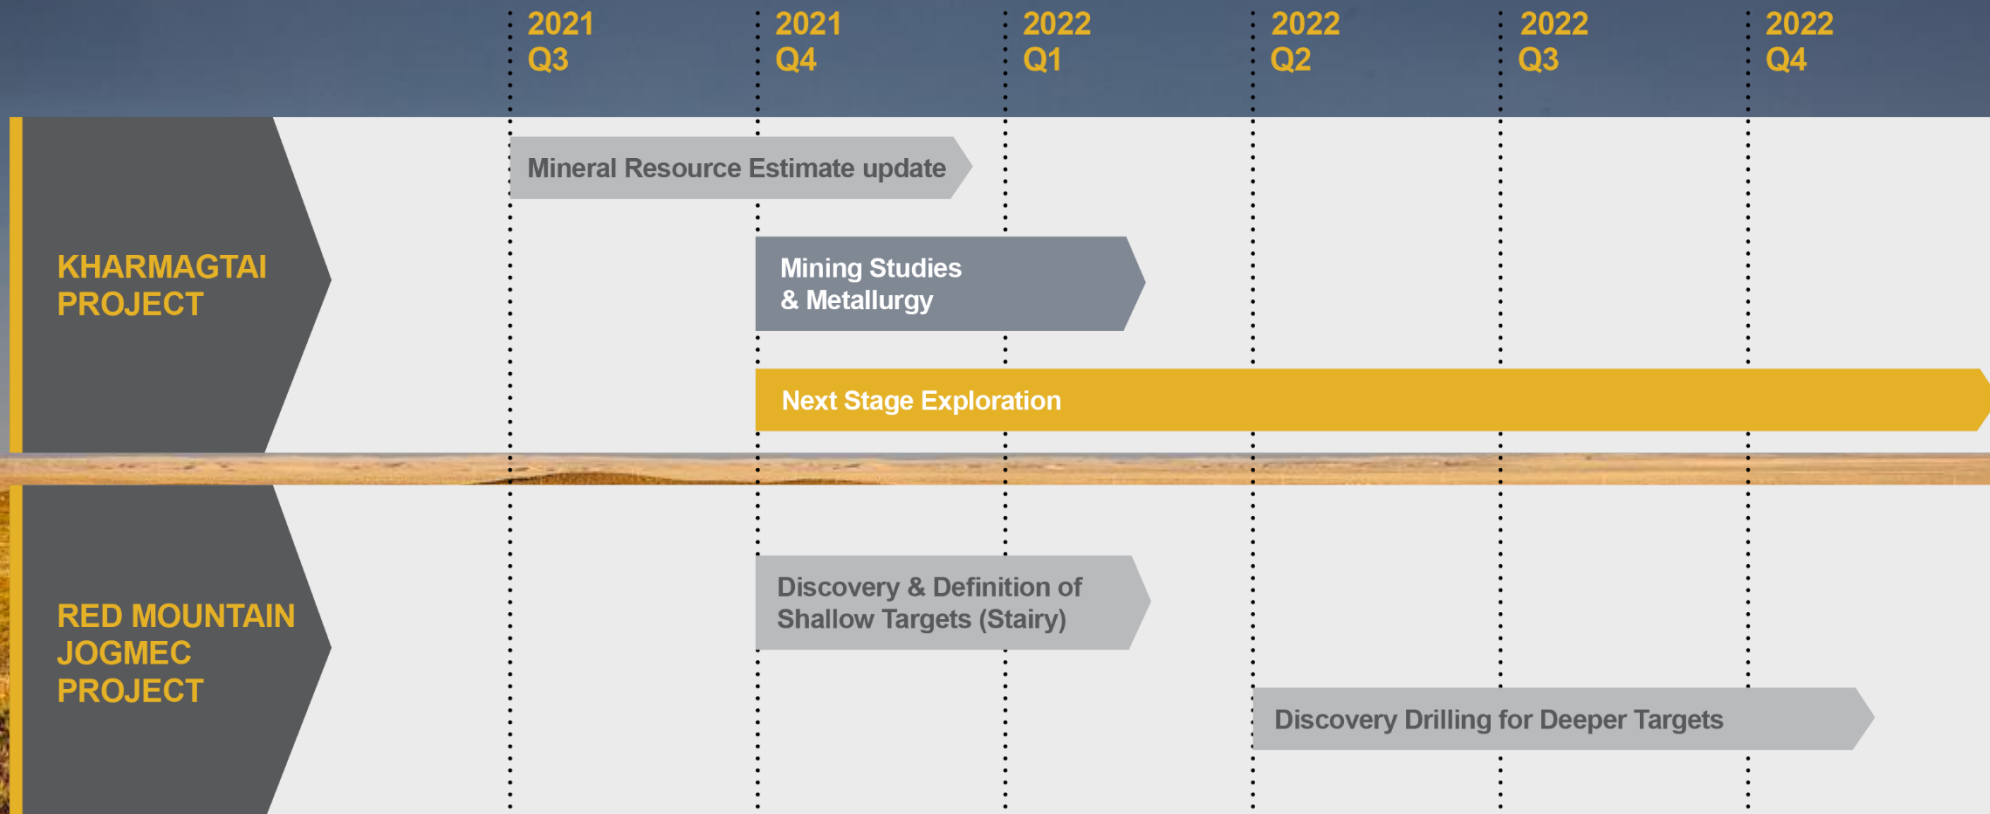 2021
Q3
2021
Q4
2022
Q1
2022
Q2
2022
Q3
2022
Q4
KHARMAGTAI
PROJECT
Mineral Resource Estimate update
Mining Studies
& Metallurgy
Next Stage Exploration
RED MOUNTAIN
JOGMEC
PROJECT
Discovery & Definition of
Shallow Targets (Stairy)
Discovery Drilling for Deeper Targets